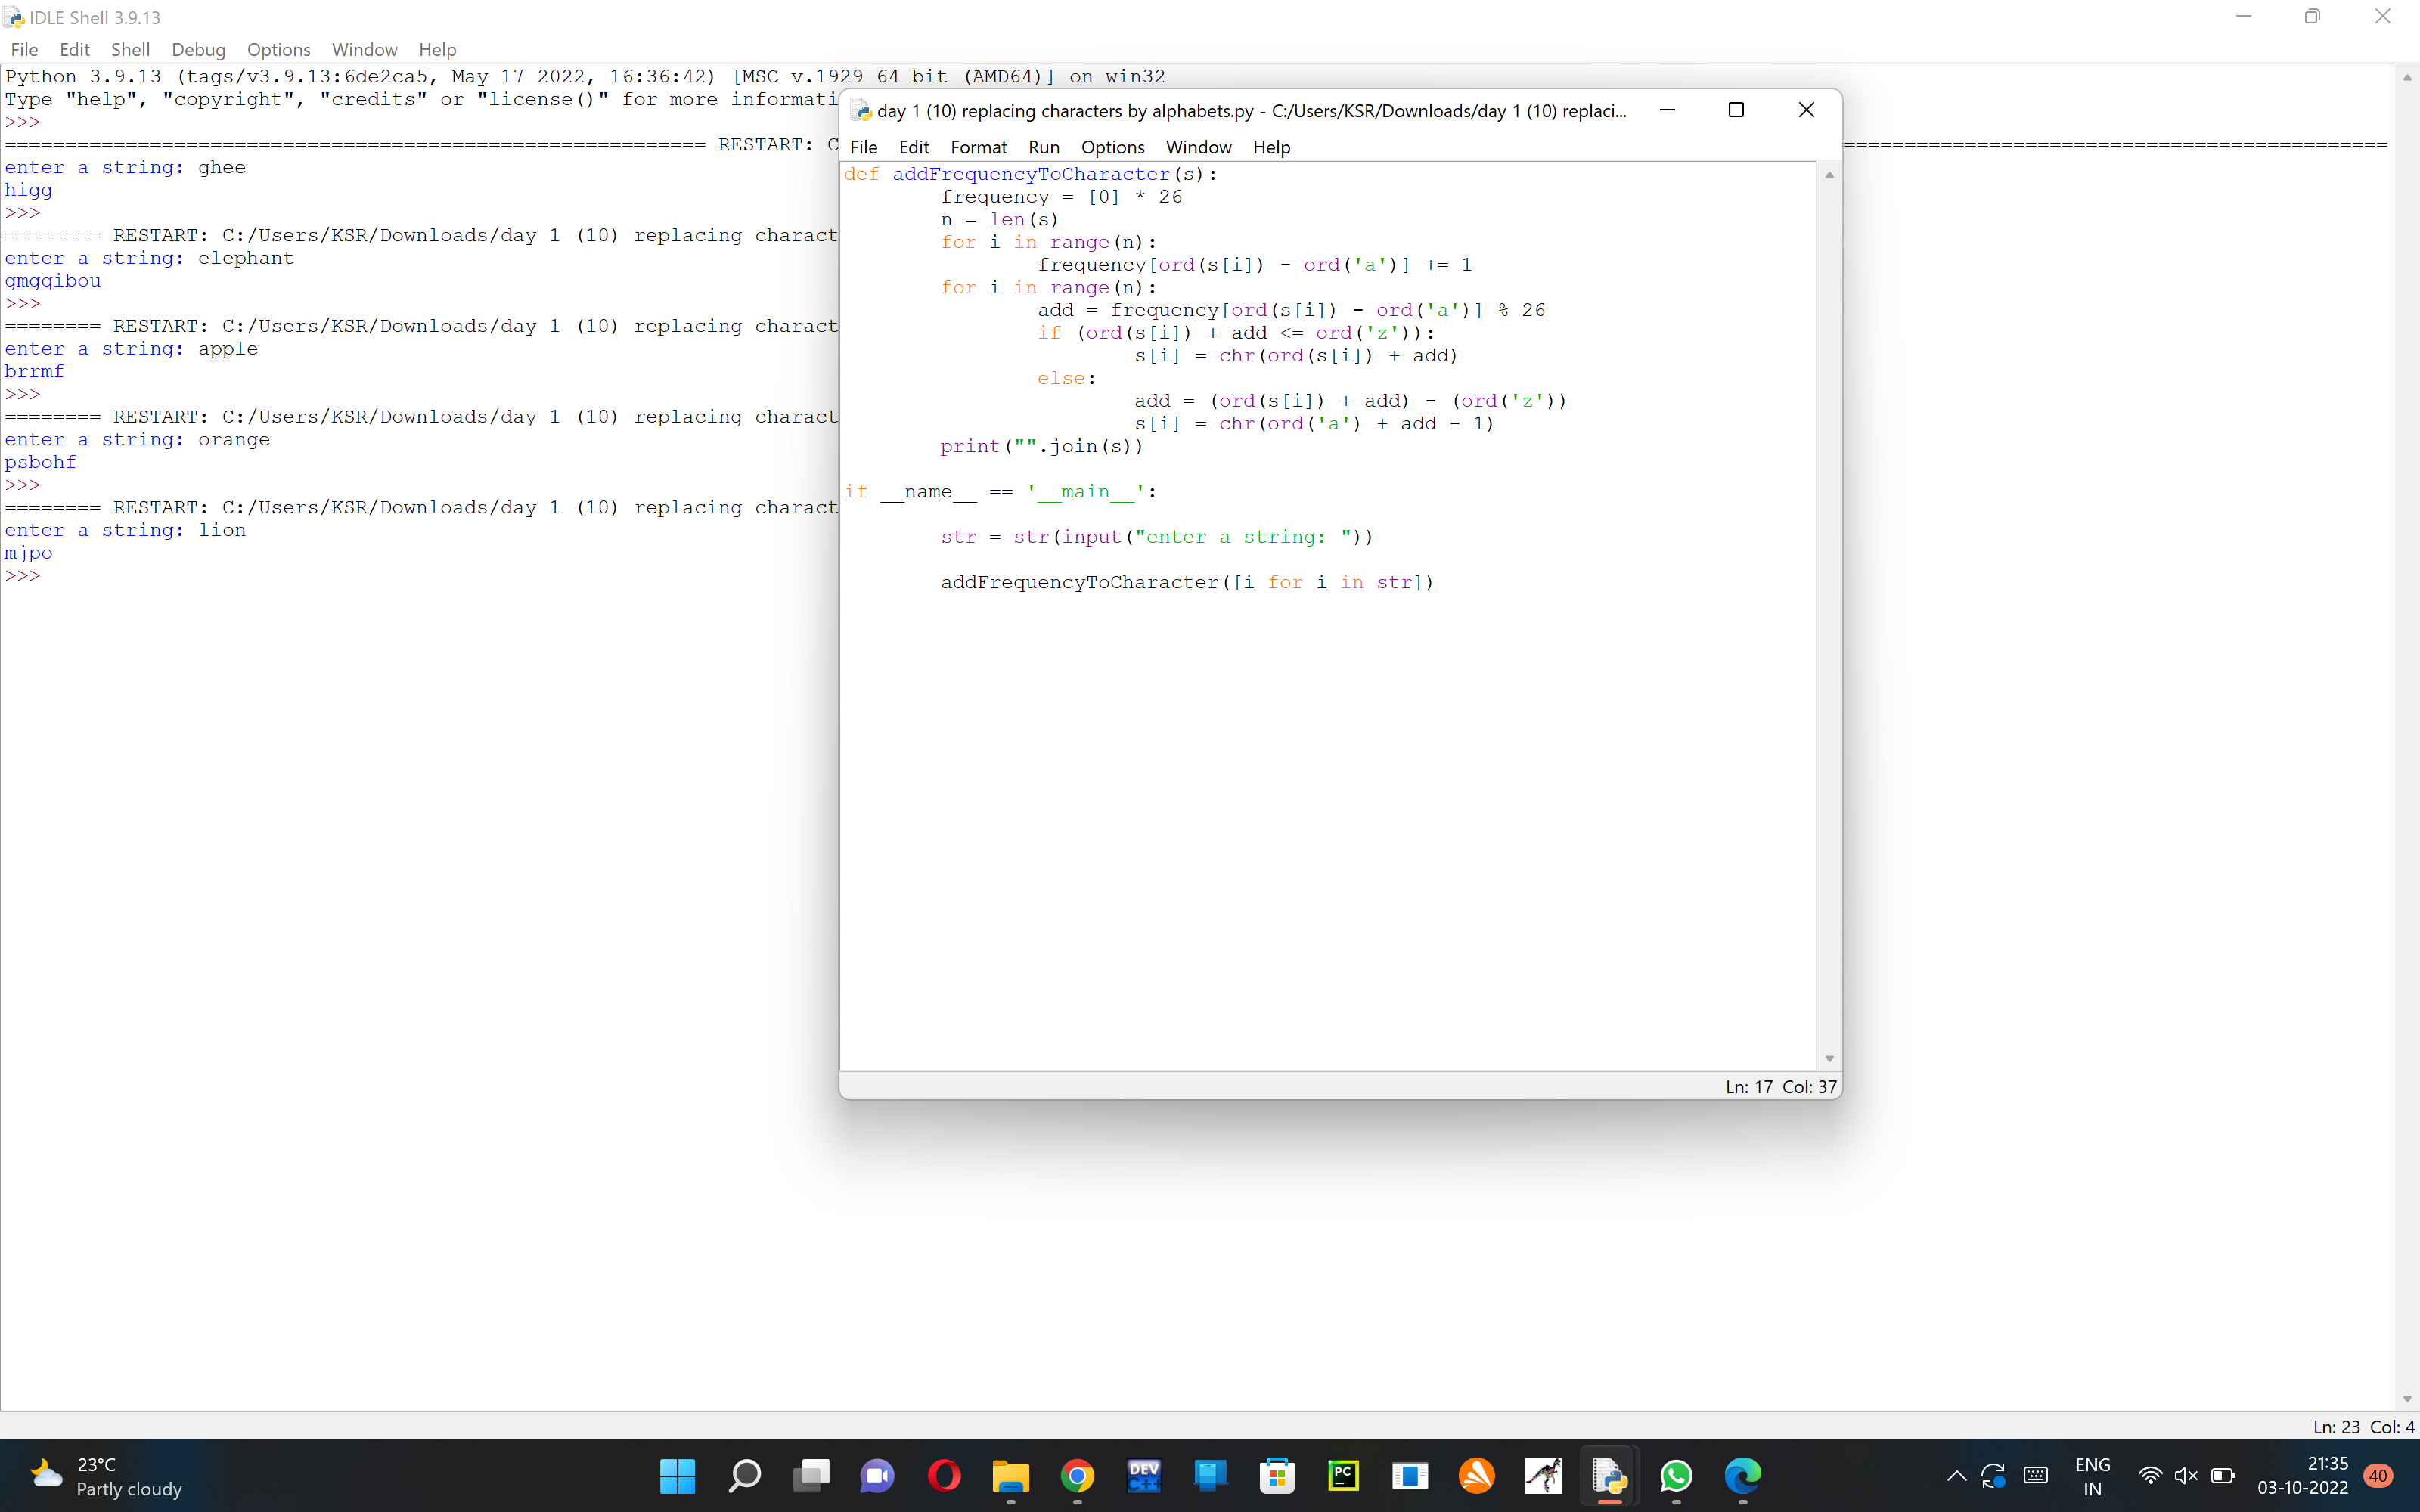 IDLE Shell 3.9.13
File Edit Shell Debug Options Window Help
Python 3.9.13 (tags/v3.9.13:6de2ca5, May 17 2022, 16:36:42) [MSC v.1929 64 bit (AMD64)] on win32
Type "help", "copyright", "credits" or "license()" for more informati
>>>
========================================================== RESTART: C
enter a string: ghee
higg
>>>
======== RESTART: C:/Users/KSR/Downloads/day 1 (10) replacing charact
enter a string: elephant
gmgqibou
>>>
======== RESTART: C:/Users/KSR/Downloads/day 1 (10) replacing charact
enter a string: apple
brrmf
>>>
======== RESTART: C:/Users/KSR/Downloads/day 1 (10) replacing charact
enter a string: orange
psbohf
>>>
======== RESTART: C:/Users/KSR/Downloads/day 1 (10) replacing charact
enter a string: lion
mjpo
>>>
day 1 (10) replacing characters by alphabets.py - C:/Users/KSR/Downloads/day 1 (10) replaci...
File Edit Format Run Options Window Help
def addFrequencyToCharacter(s):
        frequency = [0] * 26
        n = len(s)
        for i in range(n):
                frequency[ord(s[i]) - ord('a')] += 1
        for i in range(n):
                add = frequency[ord(s[i]) - ord('a')] % 26
                if (ord(s[i]) + add <= ord('z')):
                        s[i] = chr(ord(s[i]) + add)
                else:
                        add = (ord(s[i]) + add) - (ord('z'))
                        s[i] = chr(ord('a') + add - 1)
        print("".join(s))
if __name__ == '__main__':
        str = str(input("enter a string: "))
        addFrequencyToCharacter([i for i in str])
Ln: 17 Col: 37
Ln: 23 Col: 4
23°C
Partly cloudy
DEV
C++
PC
ENG
IN
21:35
03-10-2022
40